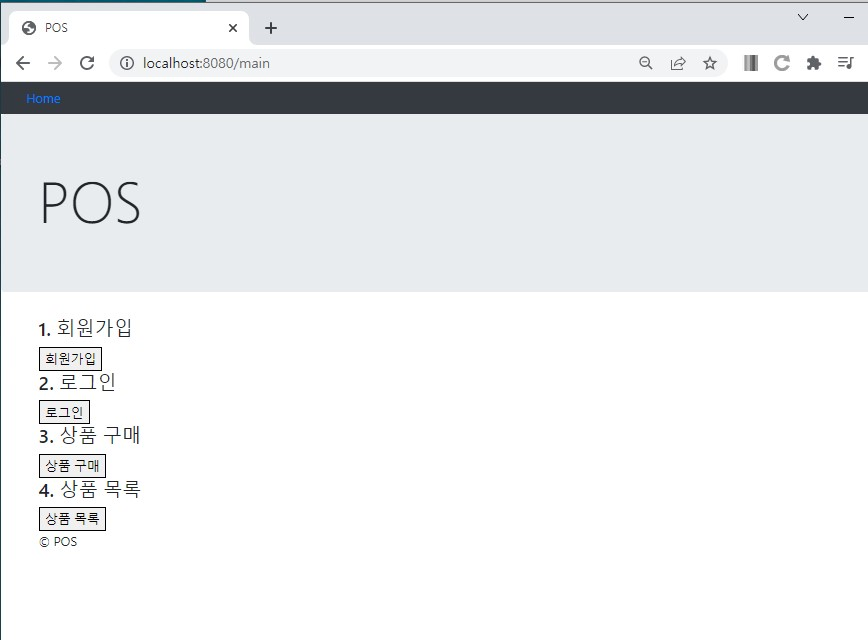 POS
localhost:8080/main
Home
POS
1. 회원가입
회원가입
2. 로그인
로그인
3. 상품 구매
상품 구매
4. 상품 목록
상품 목록
© POS